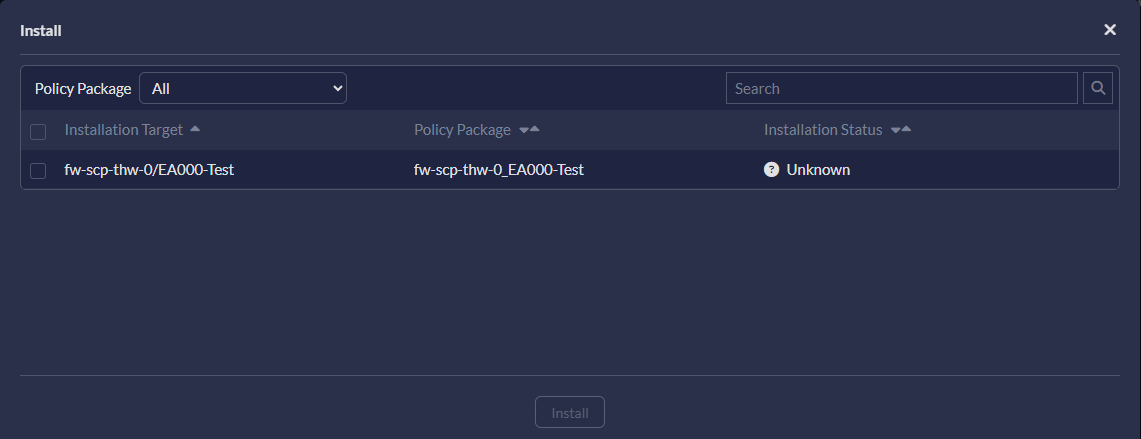 Install
Policy Package All Search
Installation Target Policy Package Installation Status
fw-scp-thw-0/EA000-Test fw-scp-thw-0_EA000-Test ? Unknown
Install